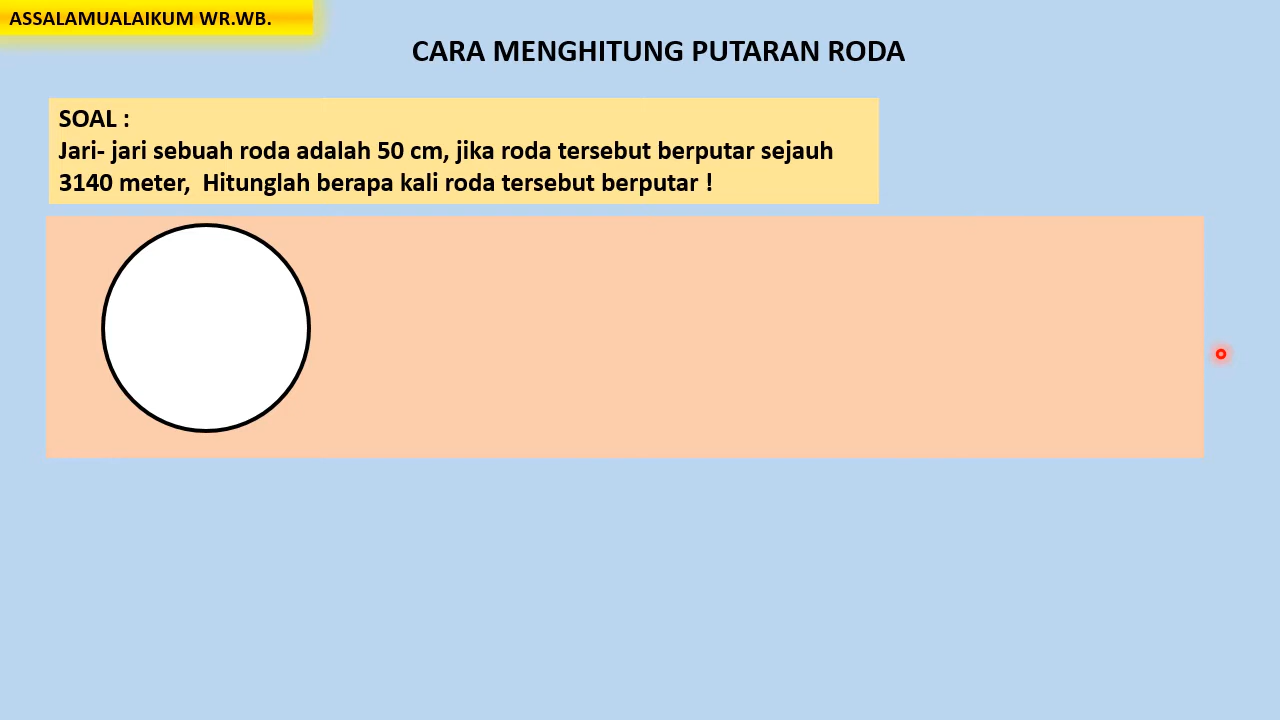 ASSALAMUALAIKUM WR.WB.
CARA MENGHITUNG PUTARAN RODA
SOAL :
Jari- jari sebuah roda adalah 50 cm, jika roda tersebut berputar sejauh
3140 meter,  Hitunglah berapa kali roda tersebut berputar !